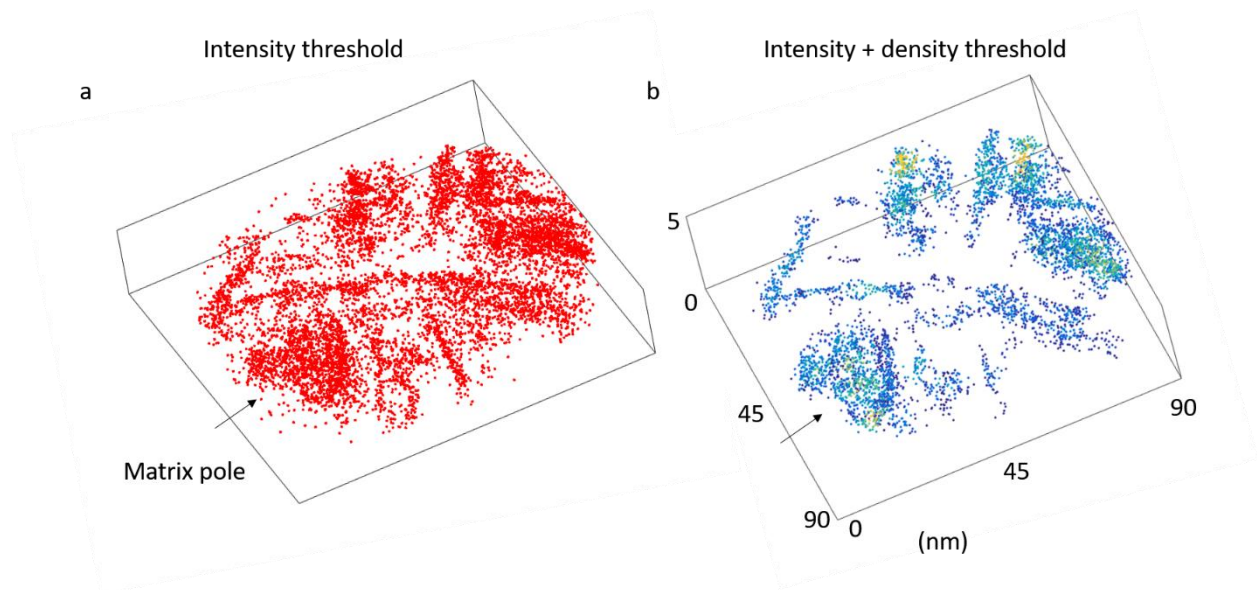 Intensity threshold
a
Matrix pole
Intensity + density threshold
b
5
0
45
90
0
45
90
(nm)